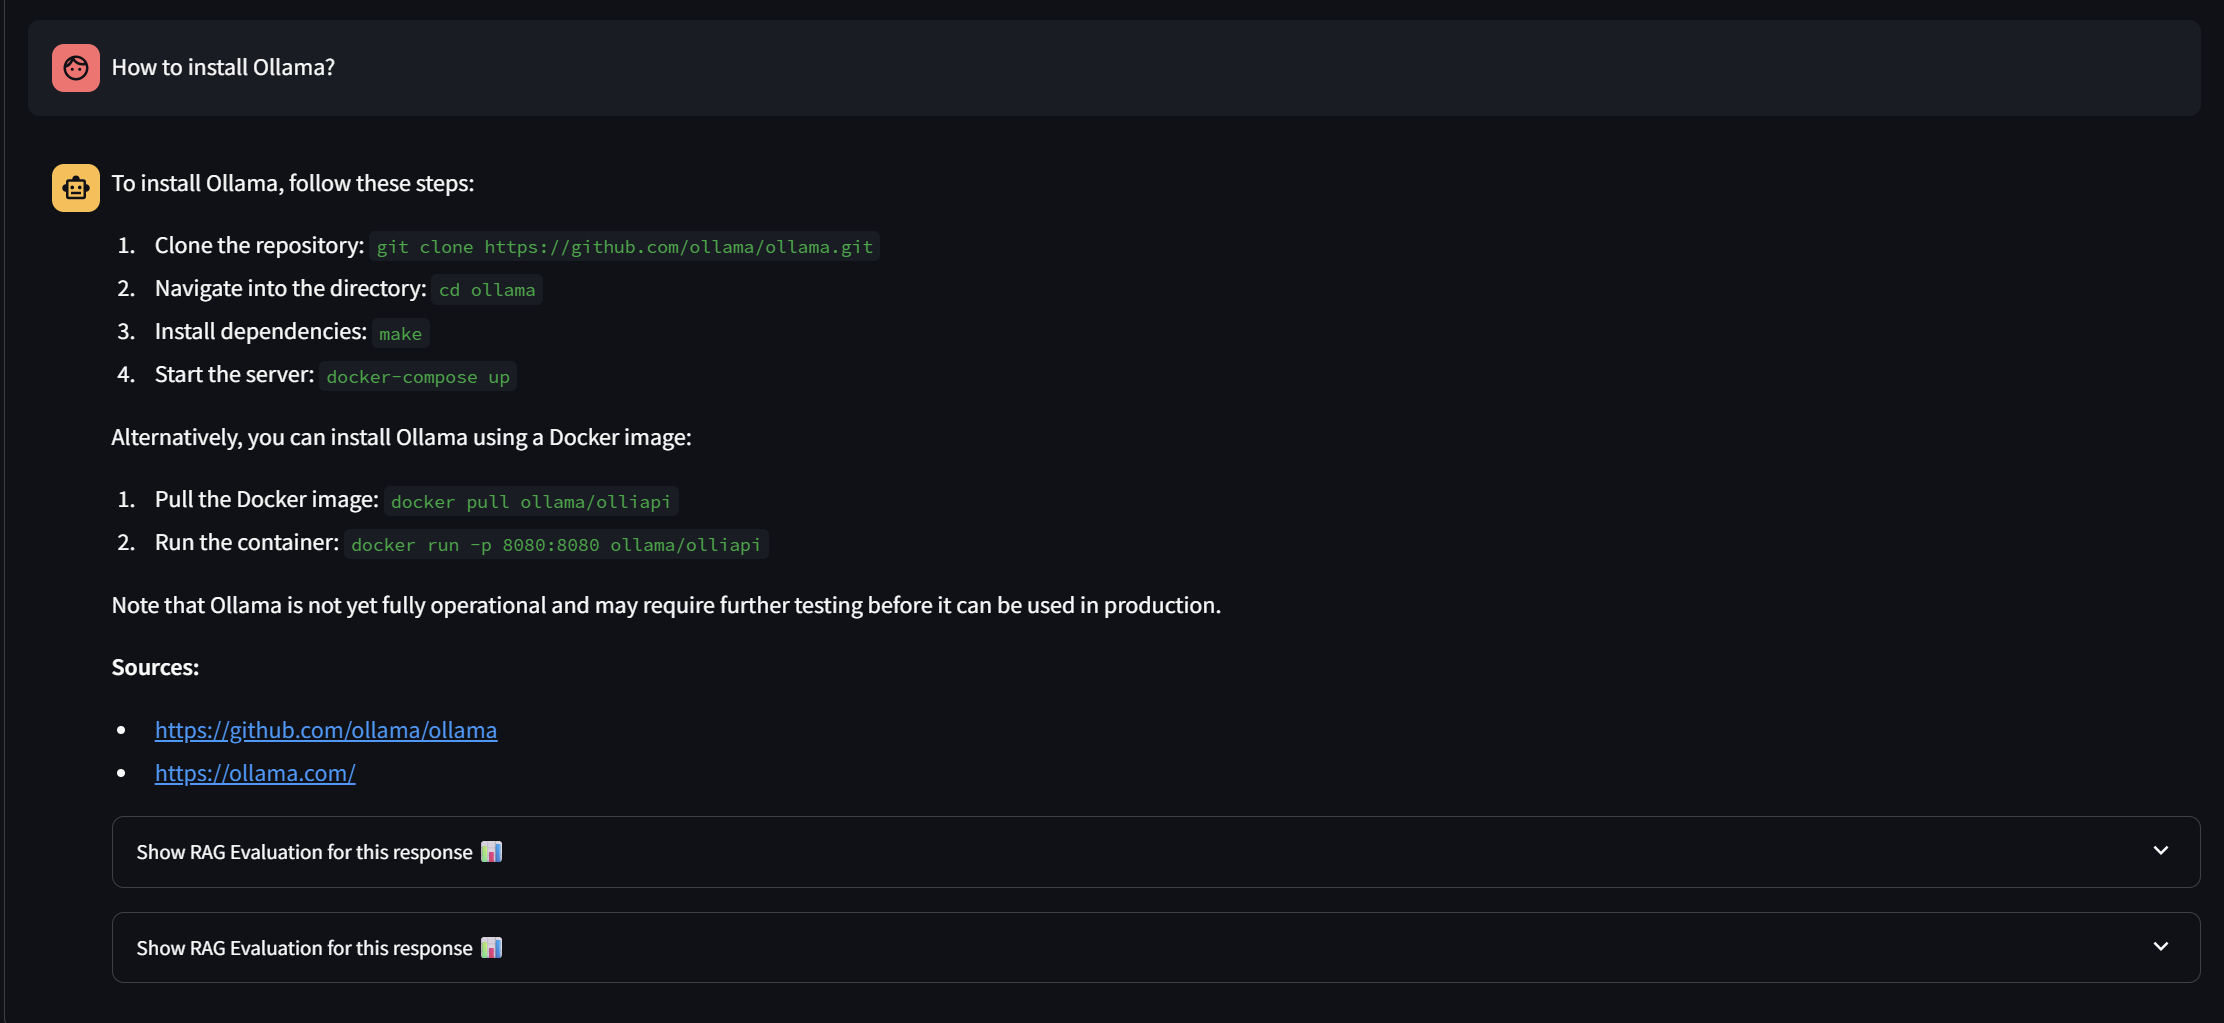 How to install Ollama?
To install Ollama, follow these steps:
1. Clone the repository: git clone https://github.com/ollama/ollama.git
2. Navigate into the directory: cd ollama
3. Install dependencies: make
4. Start the server: docker-compose up
Alternatively, you can install Ollama using a Docker image:
1. Pull the Docker image: docker pull ollama/olliapi
2. Run the container: docker run -p 8080:8080 ollama/olliapi
Note that Ollama is not yet fully operational and may require further testing before it can be used in production.
Sources:
• https://github.com/ollama/ollama
• https://ollama.com/
Show RAG Evaluation for this response 📊
Show RAG Evaluation for this response 📊